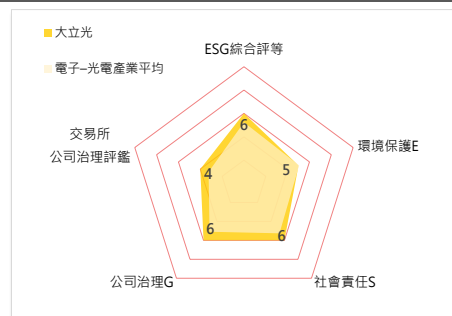 大立光
電子–光電產業平均
ESG綜合評等
6
環境保護E
5
社會責任S
6
公司治理G
6
交易所
公司治理評鑑
4